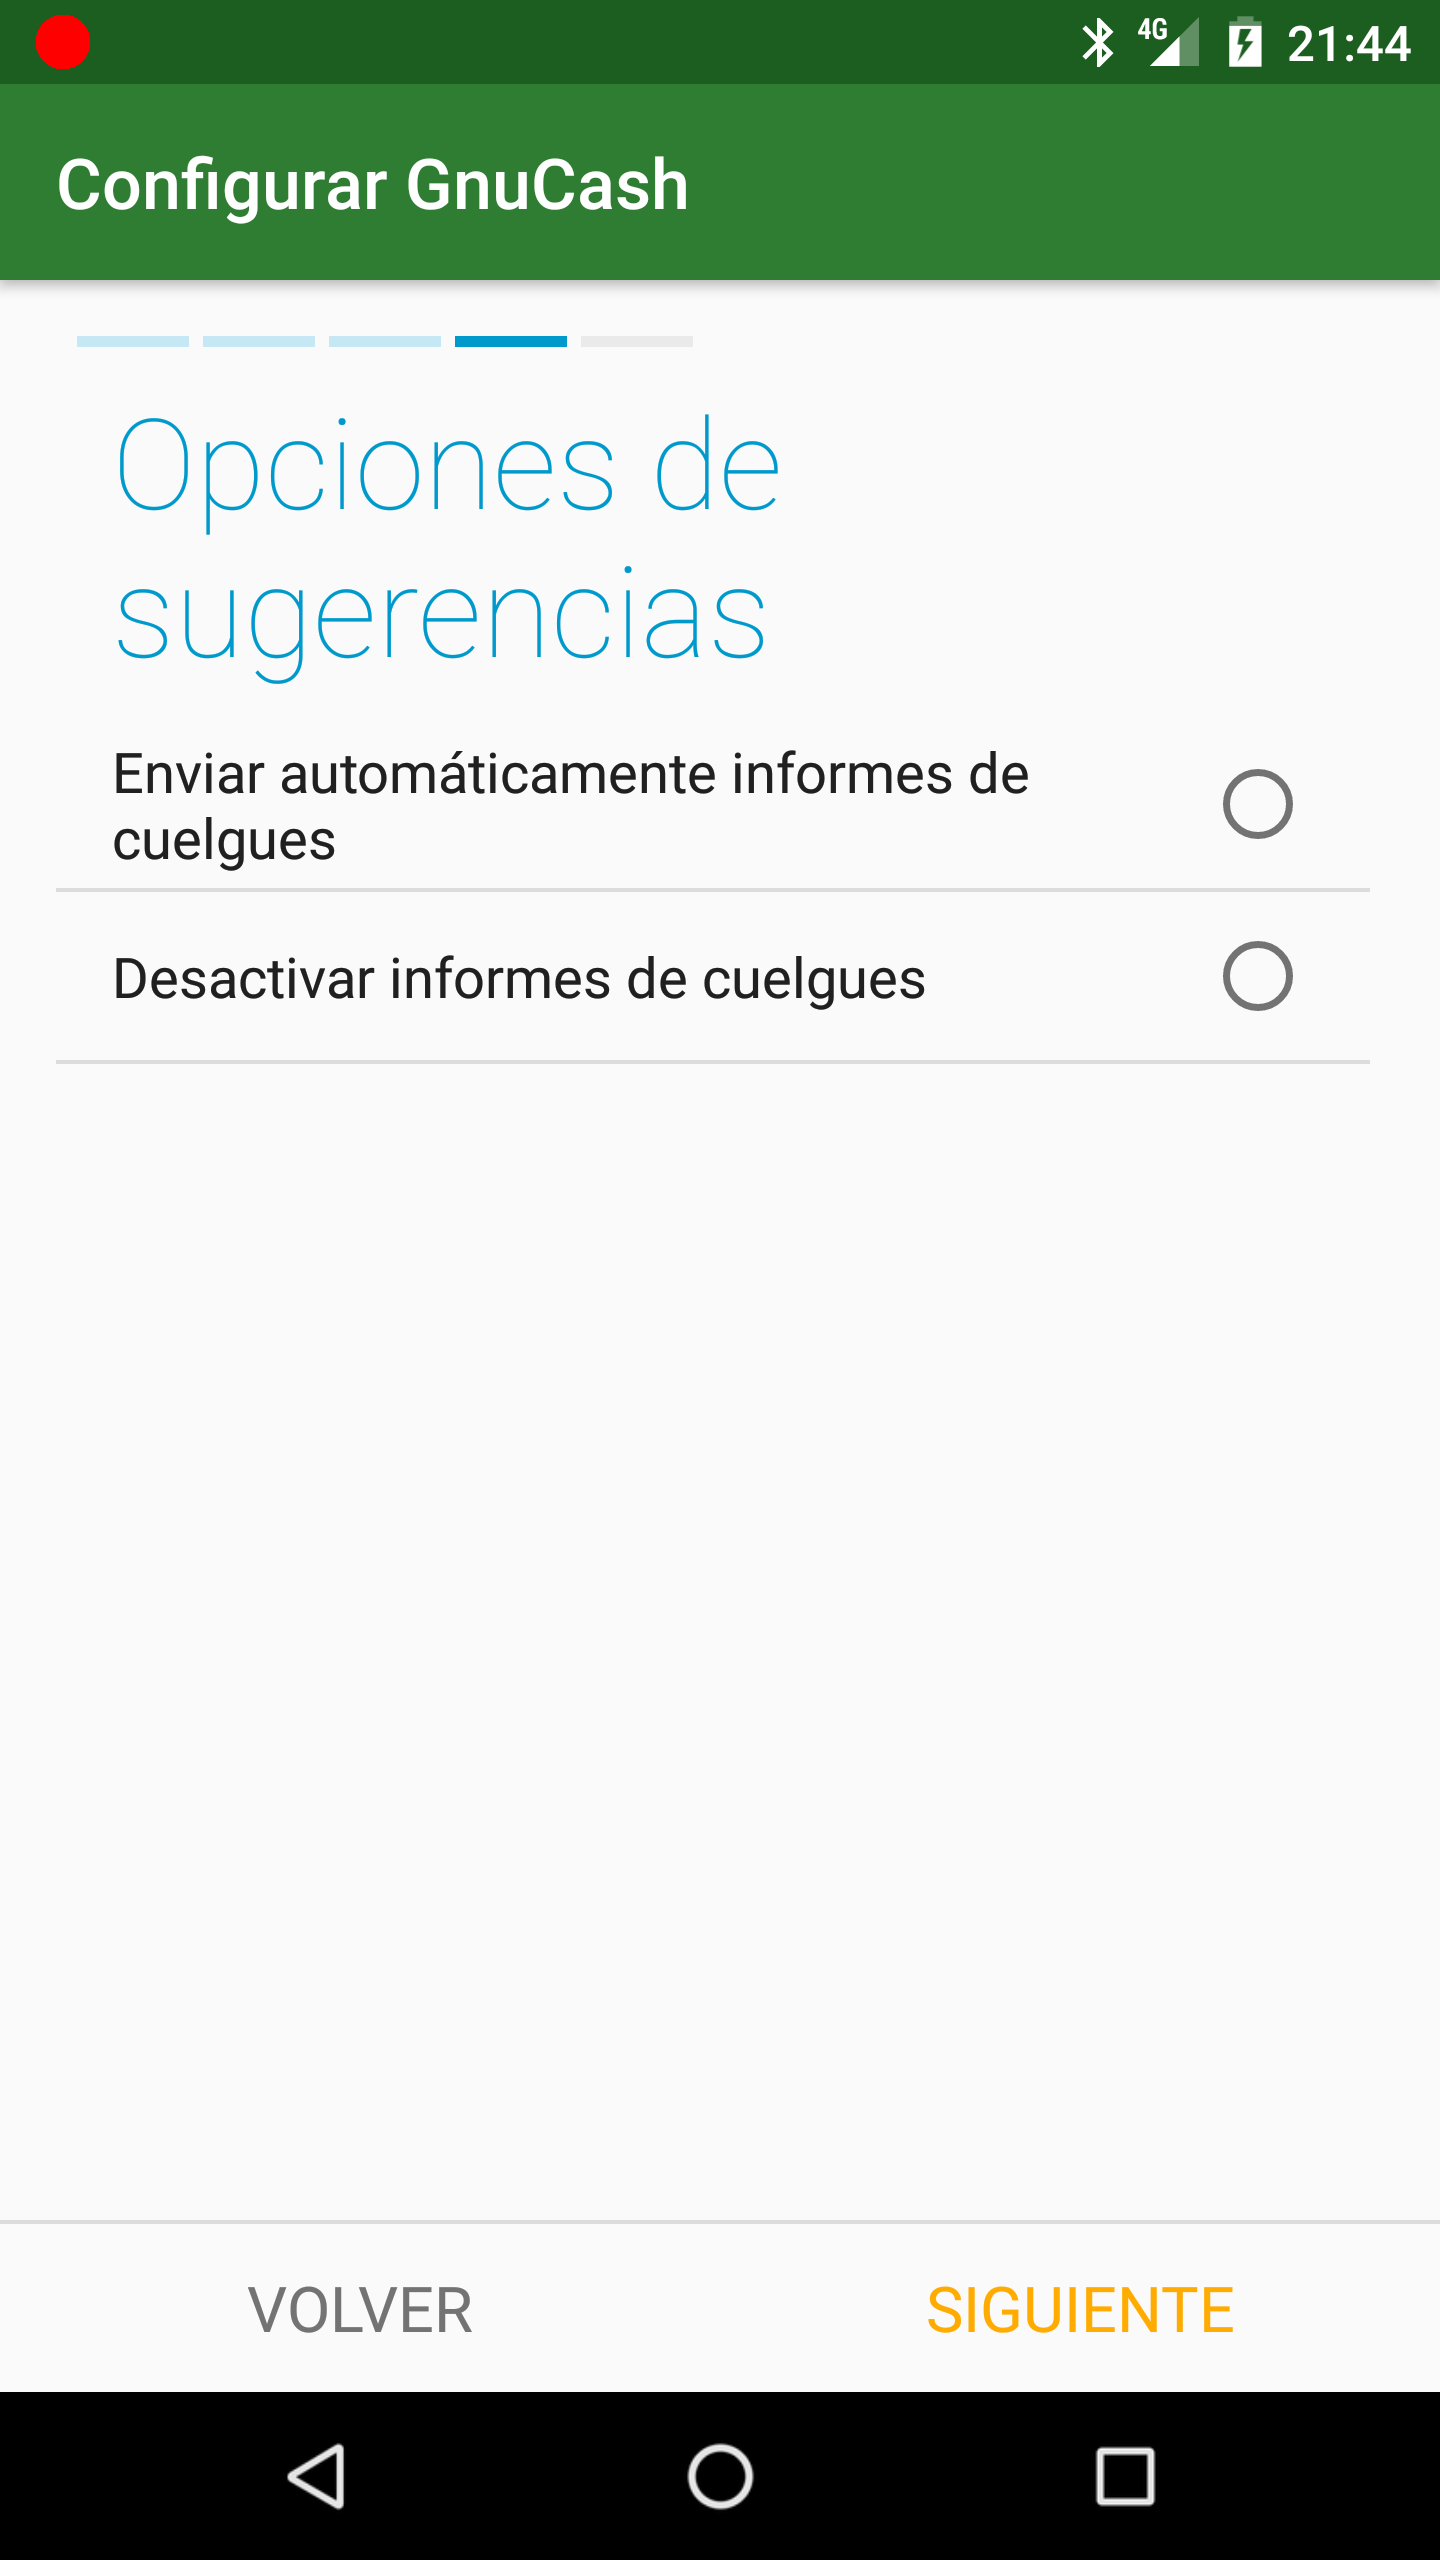 4G 21:44
Configurar GnuCash
Opciones de
sugerencias
Enviar automáticamente informes de
cuelgues
Desactivar informes de cuelgues
VOLVER SIGUIENTE